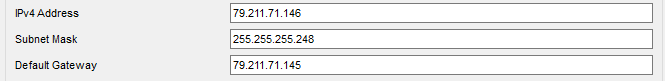 IPv4 Address 79.211.71.146
Subnet Mask 255.255.255.248
Default Gateway 79.211.71.145